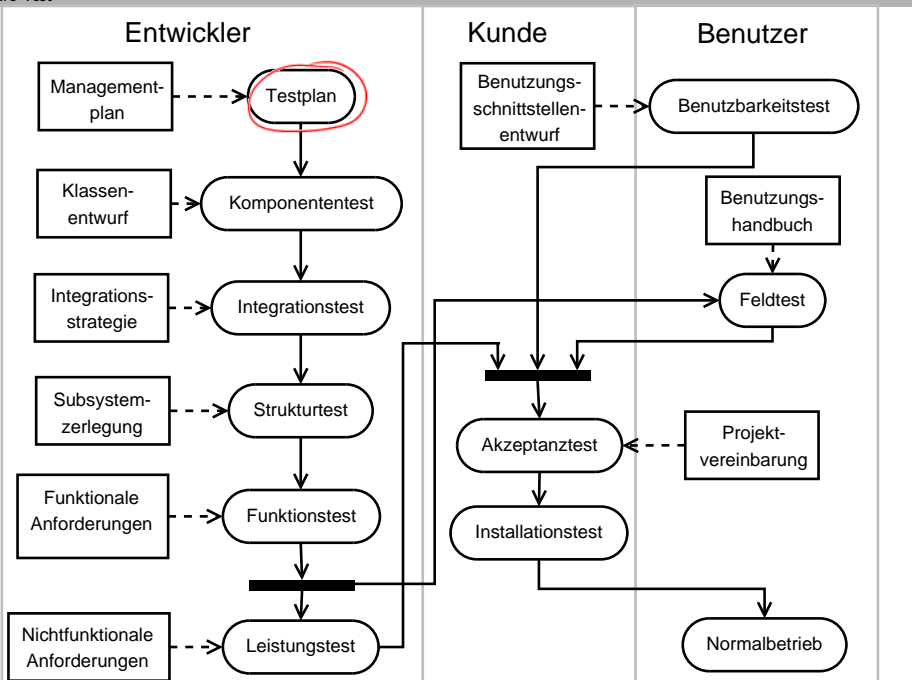 Entwickler
Kunde
Benutzer
Management-
plan
Testplan
Benutzungs-
schnittstellen-
entwurf
Benutzbarkeitstest
Klassen-
entwurf
Komponententest
Benutzungs-
handbuch
Integrations-
strategie
Integrationstest
Feldtest
Subsystem-
zerlegung
Strukturtest
Akzeptanztest
Projekt-
vereinbarung
Funktionale
Anforderungen
Funktionstest
Installationstest
Nichtfunktionale
Anforderungen
Leistungstest
Normalbetrieb